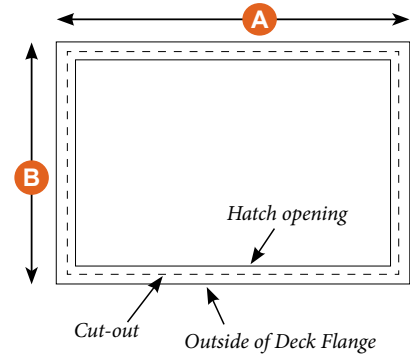 A
B
Hatch opening
Cut-out
Outside of Deck Flange